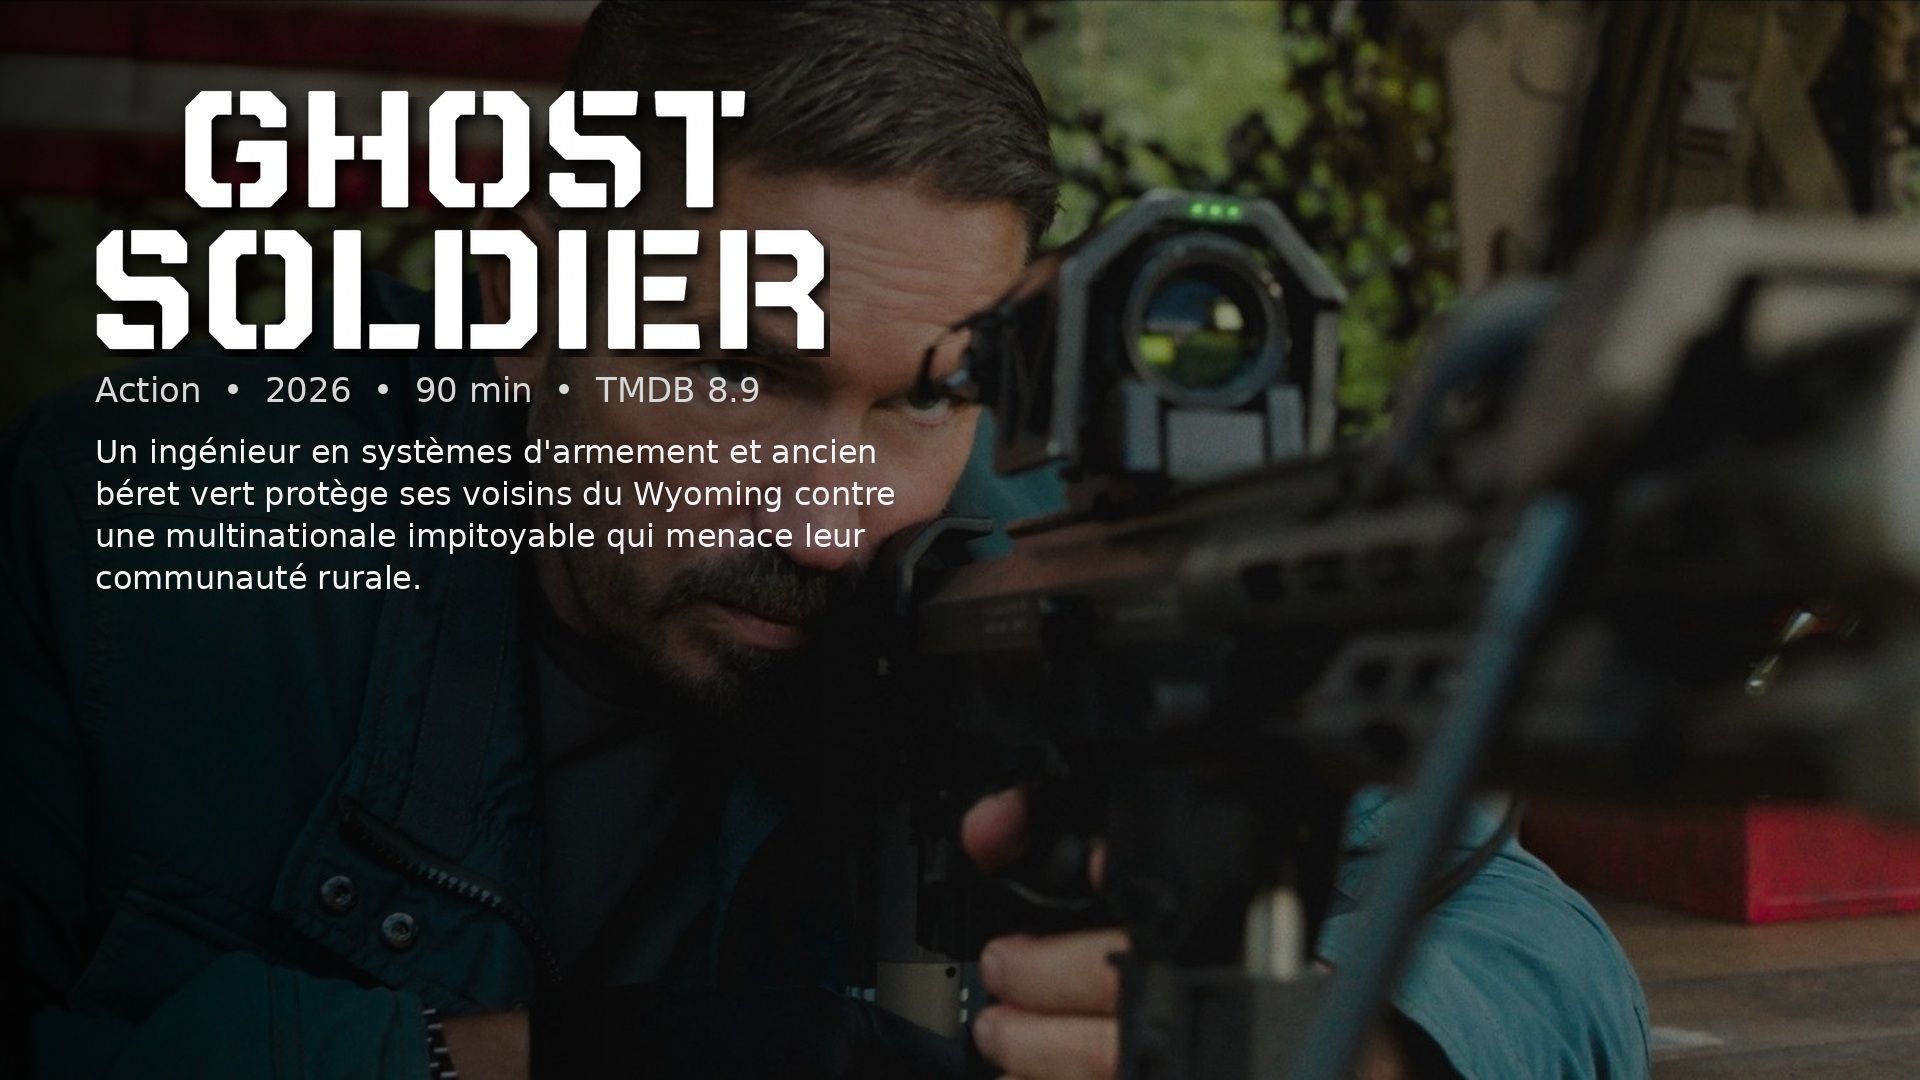 GHOST
SOLDIER
Action • 2026 • 90 min • TMDB 8.9
Un ingénieur en systèmes d'armement et ancien
béret vert protège ses voisins du Wyoming contre
une multinationale impitoyable qui menace leur
communauté rurale.